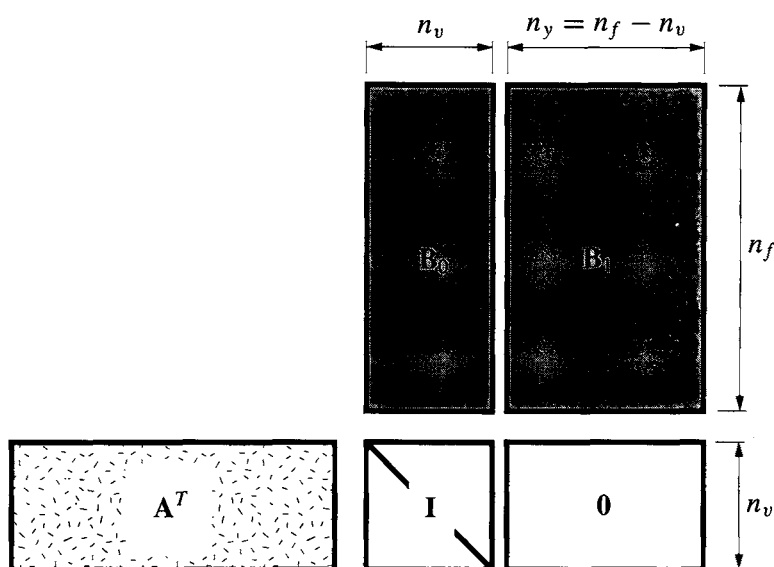 n_v    n_y = n_f − n_v
B_0    B_1    n_f
A^T    I    0    n_v